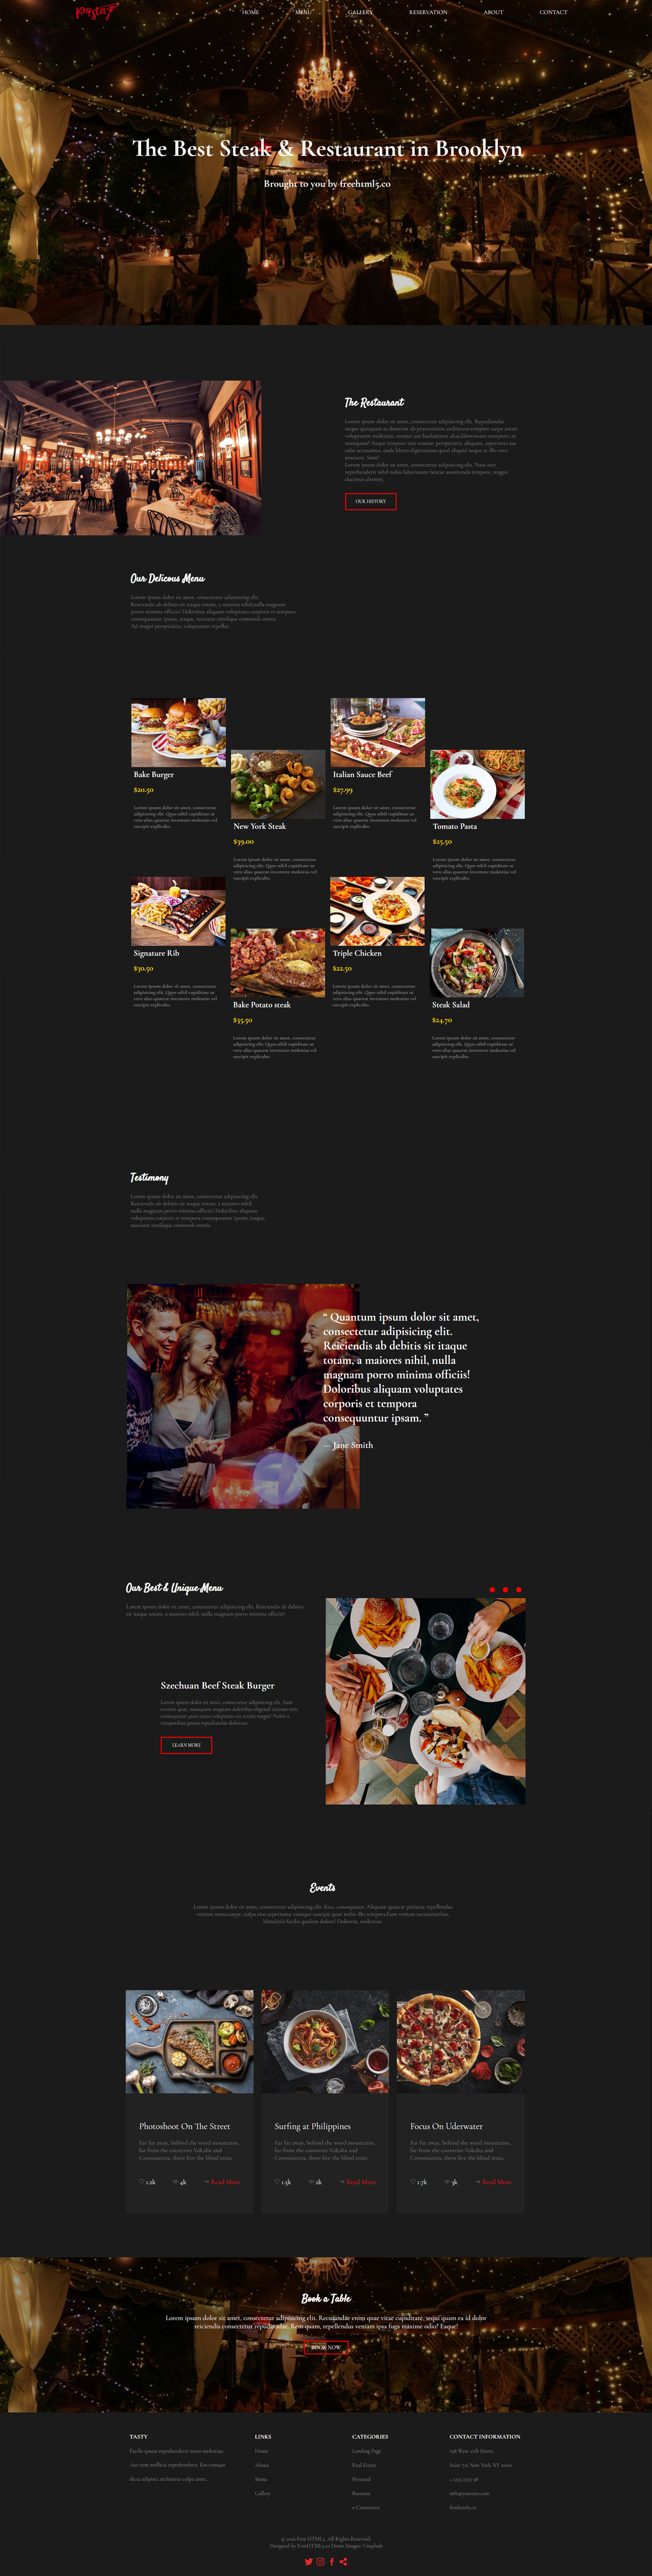 HOME MENU GALLERY RESERVATION ABOUT CONTACT
The Best Steak & Restaurant in Brooklyn
Brought to you by freehtml5.co
The Restaurant
Lorem ipsum dolor sit amet, consectetur adipisicing elit. Repudiandae
neque quisquam at deserunt ab praesentium architecto tempore saepe animi
voluptatem molestias, eveniet aut laudantium alias,laboriosam excepturi, et
numquam? Atque tempore iure tenetur perspiciatis, aliquam, asperiores aut
odio accusamus, unde libero dignissimos quod aliquid neque et illo vero
nesciunt. Sunt!
Lorem ipsum dolor sit amet, consectetur adipisicing elit. Nam iure
reprehenderit nihil nobis laboriosam beatae assumenda tempore, magni
ducimus abentey.
OUR HISTORY
Our Delicous Menu
Lorem ipsum dolor sit amet, consectetur adipisicing elit.
Reiciendis ab debitis sit itaque totam, a maiores nihil,nulla magnam
porro minima officiis! Doloribus aliquam voluptates corporis et tempora
consequuntur ipsam, itaque, nesciunt similique commodi omnis.
Ad magni perspiciatis, voluptatum repellat.
Bake Burger
$20.50
Lorem ipsum dolor sit amet, consectetur
adipisicing elit. Quos nihil cupiditate ut
vero alias quaerat inventore molestias vel
suscipit explicabo.
New York Steak
$39.00
Lorem ipsum dolor sit amet, consectetur
adipisicing elit. Quos nihil cupiditate ut
vero alias quaerat inventore molestias vel
suscipit explicabo.
Italian Sauce Beef
$27.99
Lorem ipsum dolor sit amet, consectetur
adipisicing elit. Quos nihil cupiditate ut
vero alias quaerat inventore molestias vel
suscipit explicabo.
Tomato Pasta
$25.50
Lorem ipsum dolor sit amet, consectetur
adipisicing elit. Quos nihil cupiditate ut
vero alias quaerat inventore molestias vel
suscipit explicabo.
Signature Rib
$30.50
Lorem ipsum dolor sit amet, consectetur
adipisicing elit. Quos nihil cupiditate ut
vero alias quaerat inventore molestias vel
suscipit explicabo.
Bake Potato steak
$35.50
Lorem ipsum dolor sit amet, consectetur
adipisicing elit. Quos nihil cupiditate ut
vero alias quaerat inventore molestias vel
suscipit explicabo.
Triple Chicken
$22.50
Lorem ipsum dolor sit amet, consectetur
adipisicing elit. Quos nihil cupiditate ut
vero alias quaerat inventore molestias vel
suscipit explicabo.
Steak Salad
$24.70
Lorem ipsum dolor sit amet, consectetur
adipisicing elit. Quos nihil cupiditate ut
vero alias quaerat inventore molestias vel
suscipit explicabo.
Testimony
Lorem ipsum dolor sit amet, consectetur adipisicing elit.
Reiciendis ab debitis sit itaque totam, a maiores nihil,
nulla magnam porro minima officiis! Doloribus aliquam
voluptates corporis et tempora consequuntur ipsam, itaque,
nesciunt similique commodi omnis.
“ Quantum ipsum dolor sit amet,
consectetur adipisicing elit.
Reiciendis ab debitis sit itaque
totam, a maiores nihil, nulla
magnam porro minima officiis!
Doloribus aliquam voluptates
corporis et tempora
consequuntur ipsam. ”
— Jane Smith
Our Best & Unique Menu
Lorem ipsum dolor sit amet, consectetur adipisicing elit. Reiciendis ab debitis
sit itaque totam, a maiores nihil, nulla magnam porro minima officiis!
Szechuan Beef Steak Burger
Lorem ipsum dolor sit amet, consectetur adipisicing elit. Sunt
eveniet quae, numquam magnam doloribus eligendi ratione rem,
consequatur quos natus voluptates est totam magni! Nobis a
temporibus,ipsum repudiandae dolorum.
LEARN MORE
Events
Lorem ipsum dolor sit amet, consectetur adipisicing elit. Eius, consequatur. Aliquam quaerat pariatur repellendus
veniam nemo,saepe, culpa eius aspernatur cumque suscipit quae nobis illo tempora.Eum veniam necessitatibus,
blanditiis facilis quidem dolore! Dolorem, molestiae.
Photoshoot On The Street
Far far away, behind the word mountains,
far from the countries Vokalia and
Consonantia, there live the blind texts.
1.2k 4k Read More
Surfing at Philippines
Far far away, behind the word mountains,
far from the countries Vokalia and
Consonantia, there live the blind texts.
1.5k 2k Read More
Focus On Uderwater
Far far away, behind the word mountains,
far from the countries Vokalia and
Consonantia, there live the blind texts.
1.7k 3k Read More
Book a Table
Lorem ipsum dolor sit amet, consectetur adipisicing elit. Recusandae enim quae vitae cupiditate, sequi quam ea id dolor
reiciendis consectetur repudiandae. Rem quam, repellendus veniam ipsa fuga maxime odio? Eaque!
BOOK NOW
TASTY
Facilis ipsum reprehenderit nemo molestias.
Aut cum mollitia reprehenderit. Eos cumque
dicta adipisci architecto culpa amet.
LINKS
Home
About
Menu
Gallery
CATEGORIES
Landing Page
Real Estate
Personal
Business
e-Commerce
CONTACT INFORMATION
198 West 21th Street,
Suite 721 New York NY 10016
+ 1235 2355 98
info@yoursite.com
freehtml5.co
© 2016 Free HTML5. All Rights Reserved.
Designed by FreeHTML5.co Demo Images: Unsplash